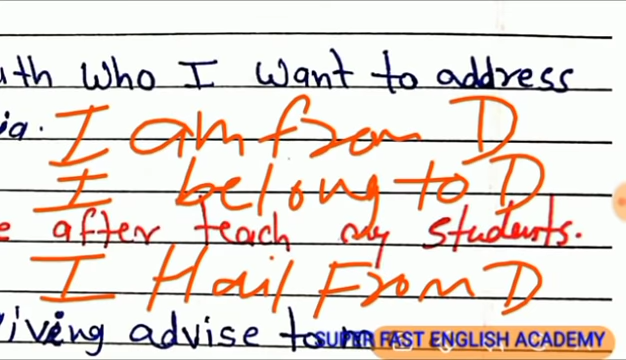 uth who I want to address
ia. I am from D
I belong to D
e after teach my students.
I Hail From D
iving advise to m
SUPER FAST ENGLISH ACADEMY